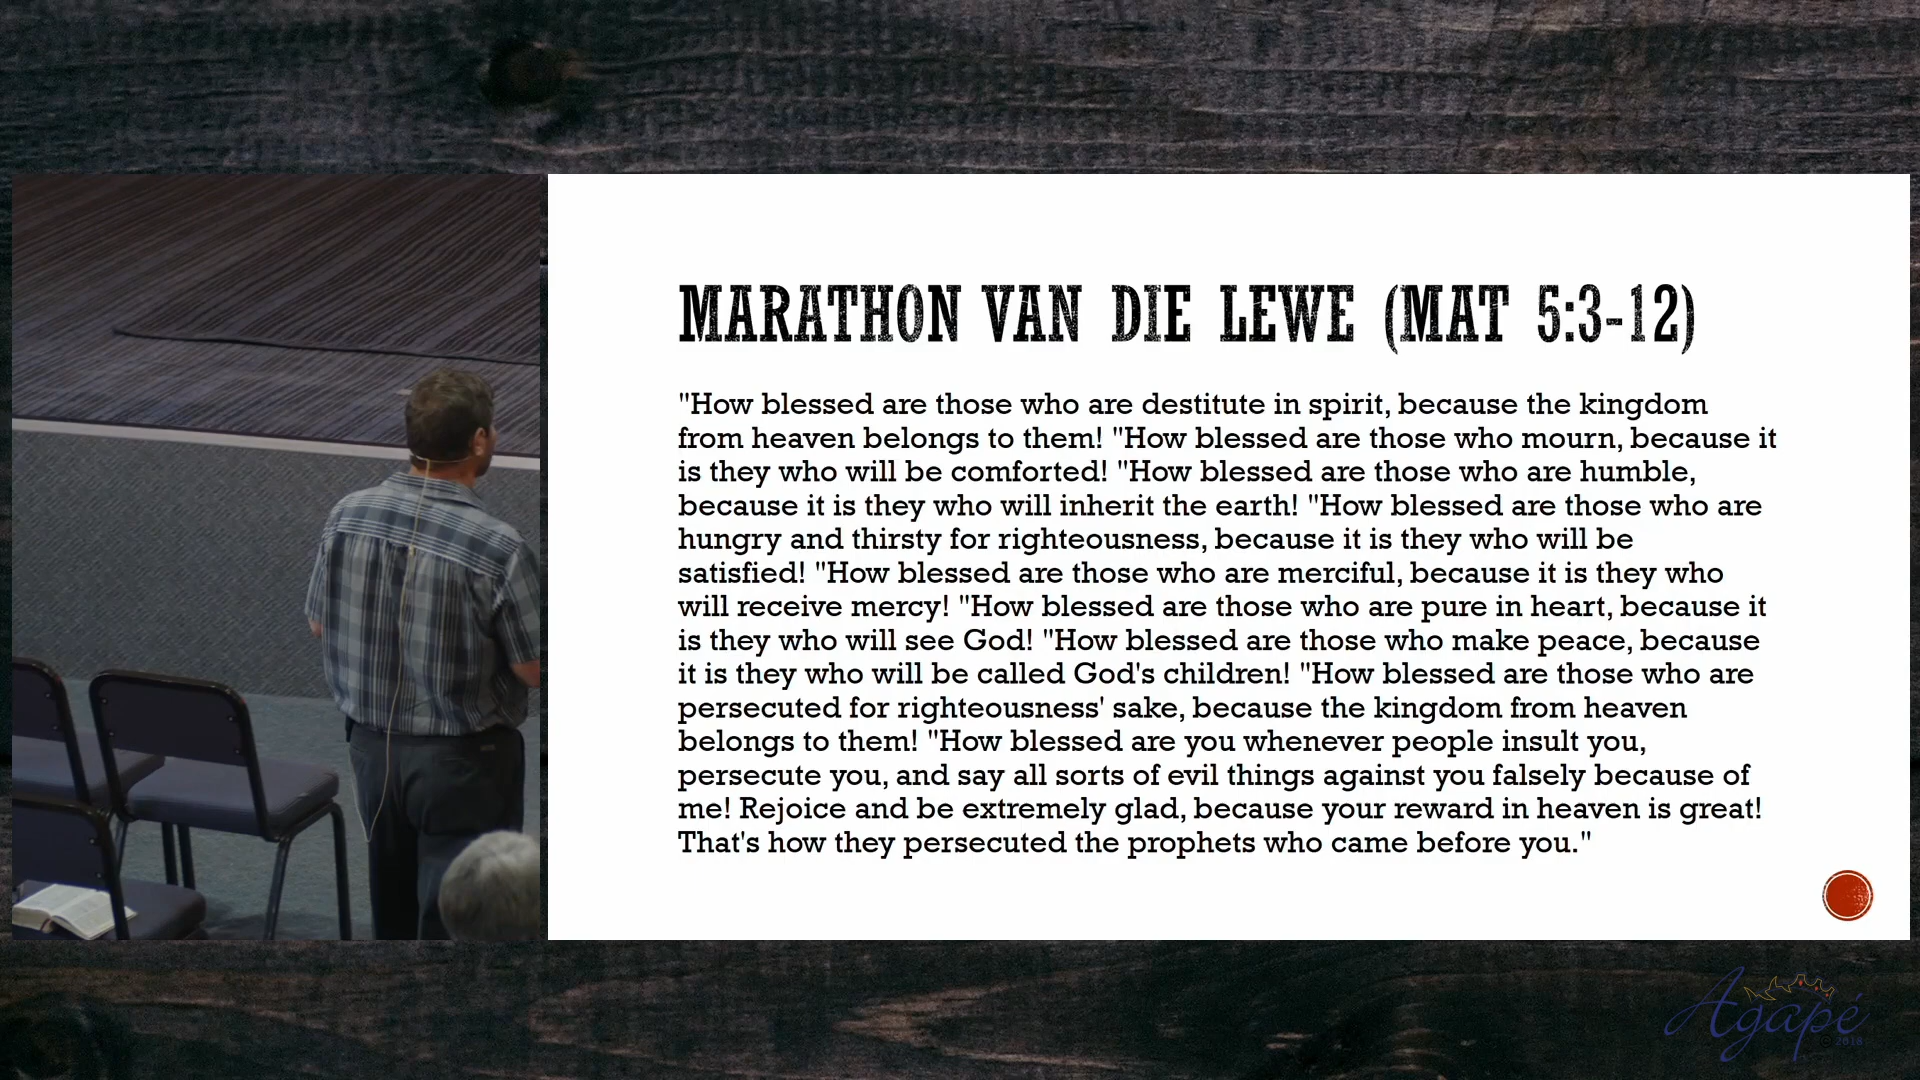 MARATHON VAN DIE LEWE (MAT 5:3-12)
"How blessed are those who are destitute in spirit, because the kingdom
from heaven belongs to them! "How blessed are those who mourn, because it
is they who will be comforted! "How blessed are those who are humble,
because it is they who will inherit the earth! "How blessed are those who are
hungry and thirsty for righteousness, because it is they who will be
satisfied! "How blessed are those who are merciful, because it is they who
will receive mercy! "How blessed are those who are pure in heart, because it
is they who will see God! "How blessed are those who make peace, because
it is they who will be called God's children! "How blessed are those who are
persecuted for righteousness' sake, because the kingdom from heaven
belongs to them! "How blessed are you whenever people insult you,
persecute you, and say all sorts of evil things against you falsely because of
me! Rejoice and be extremely glad, because your reward in heaven is great!
That's how they persecuted the prophets who came before you."
Agapé
© 2018